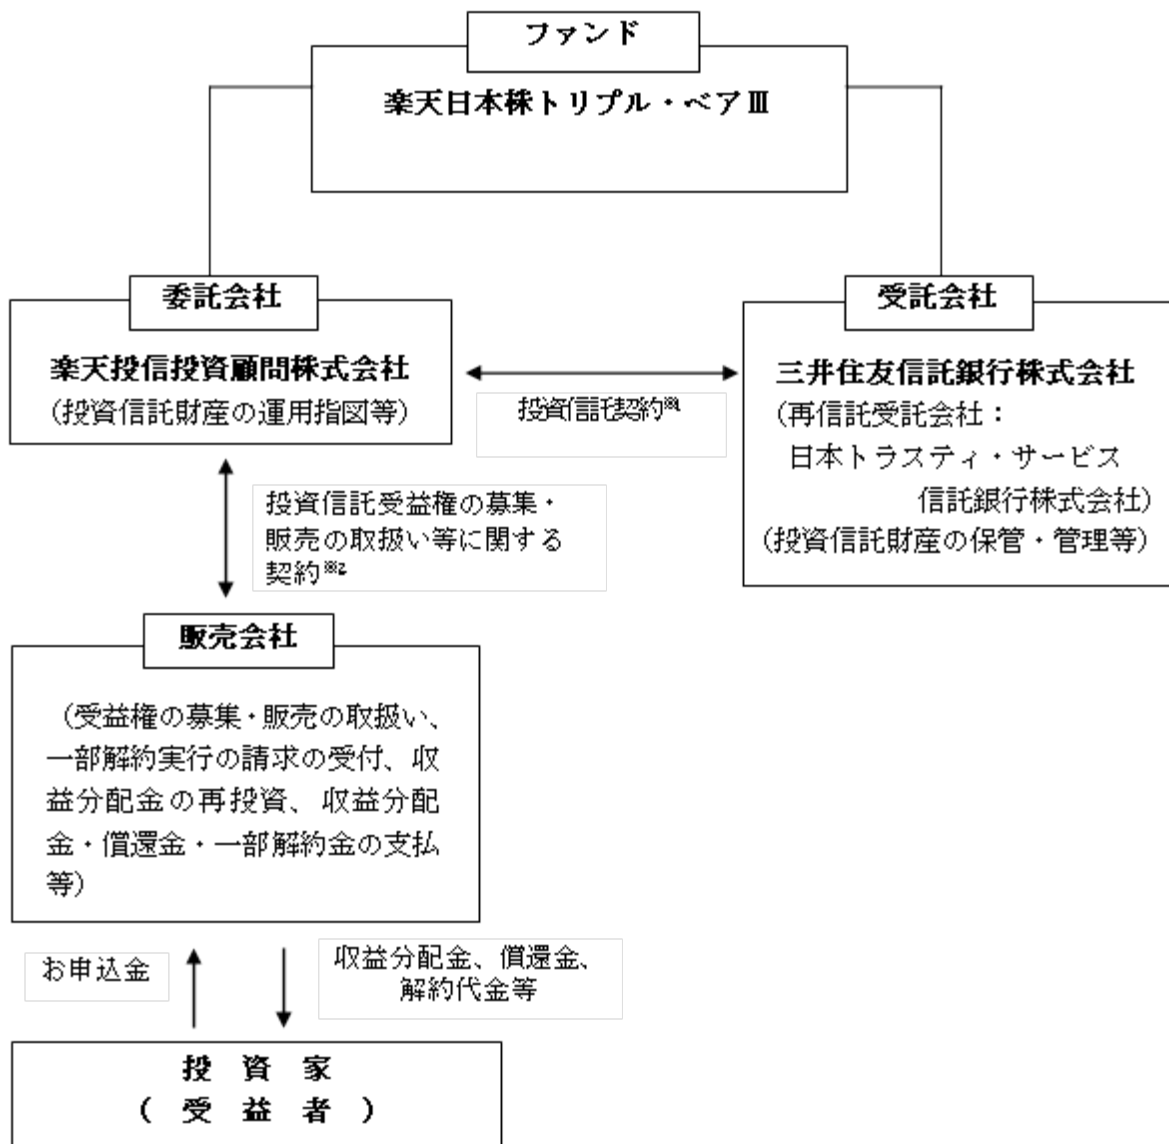 ファンド
楽天日本株トリプル・ベアⅢ
委託会社
楽天投信投資顧問株式会社
(投資信託財産の運用指図等)
投資信託契約※1
受託会社
三井住友信託銀行株式会社
(再信託受託会社:
日本トラスティ・サービス
信託銀行株式会社)
(投資信託財産の保管・管理等)
投資信託受益権の募集・
販売の取扱い等に関する
契約※2
販売会社
(受益権の募集・販売の取扱い、
一部解約実行の請求の受付、収
益分配金の再投資、収益分配
金・償還金・一部解約金の支払
等)
お申込金
収益分配金、償還金、
解約代金等
投 資 家
( 受 益 者 )